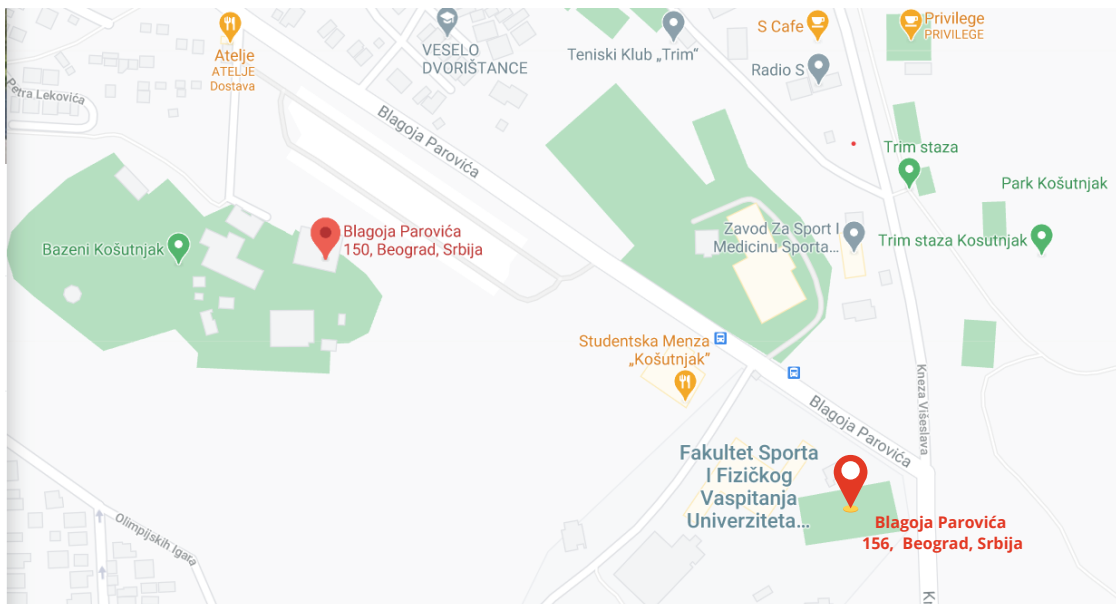 Atelje
ATELJE
Dostava
VESELO
DVORIŠTANCE
Teniski Klub „Trim“
S Cafe
Privilege
PRIVILEGE
Radio S
Petra Lekovića
Blagoja Parovića
Trim staza
Park Košutnjak
Bazeni Košutnjak
Blagoja Parovića
150, Beograd, Srbija
Zavod Za Sport I
Medicinu Sporta...
Trim staza Kosutnjak
Studentska Menza
„Košutnjak“
Kneza Višeslava
Blagoja Parovića
Fakultet Sporta
I Fizičkog
Vaspitanja
Univerziteta...
Blagoja Parovića
156, Beograd, Srbija
Olimpijskih Igara